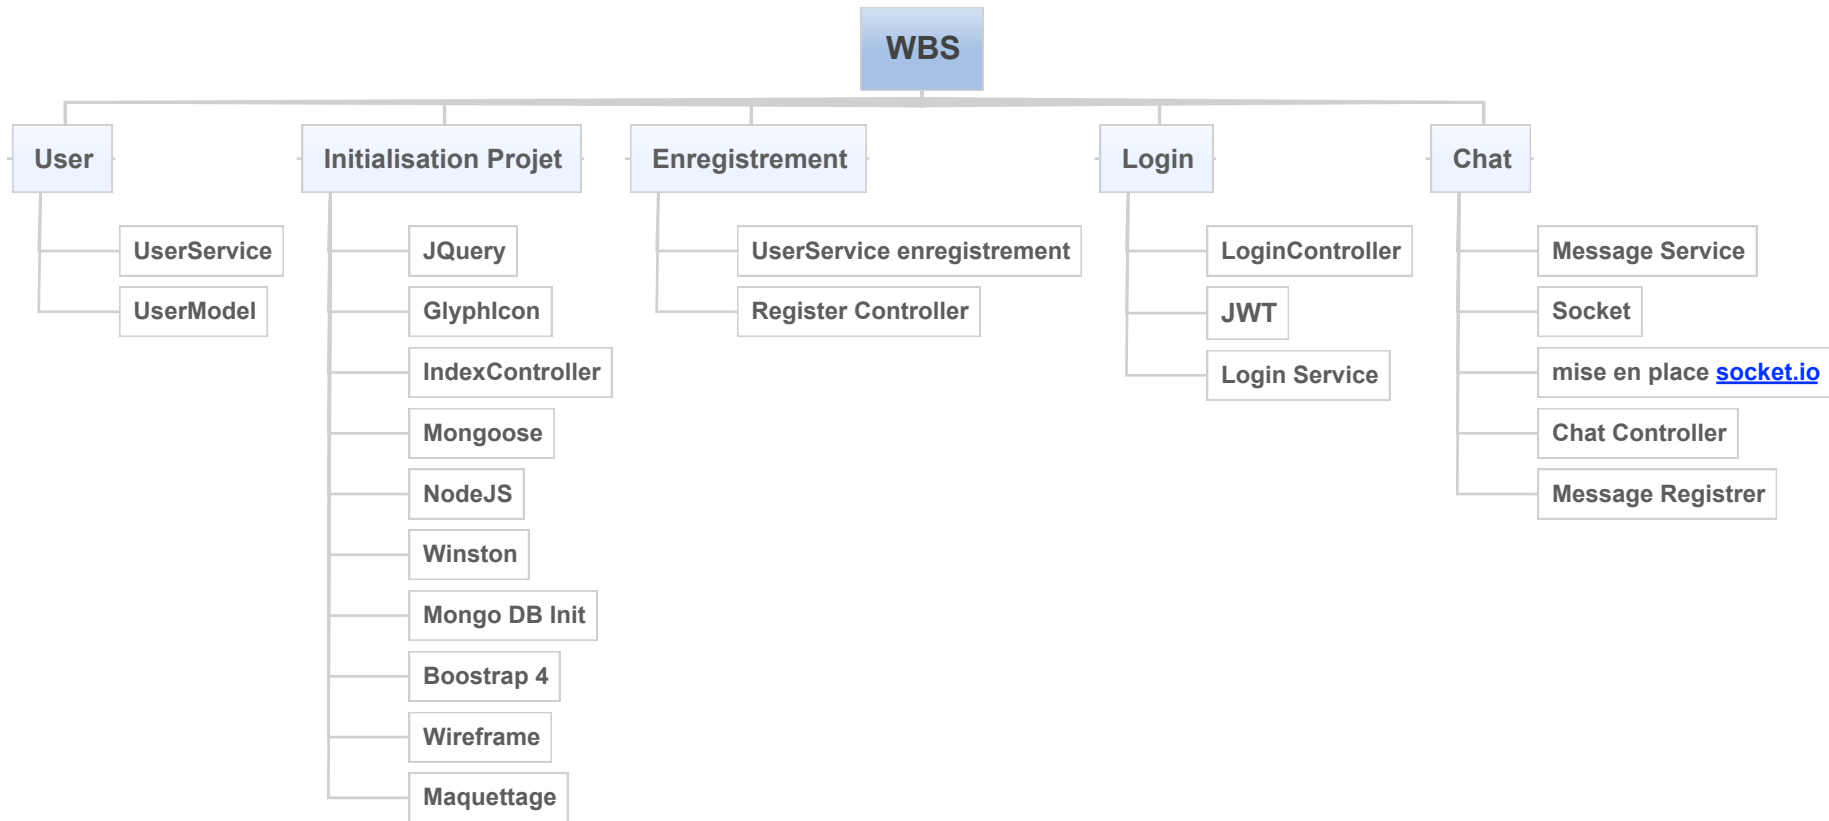 WBS
User
UserService
UserModel
Initialisation Projet
JQuery
GlyphIcon
IndexController
Mongoose
NodeJS
Winston
Mongo DB Init
Boostrap 4
Wireframe
Maquettage
Enregistrement
UserService enregistrement
Register Controller
Login
LoginController
JWT
Login Service
Chat
Message Service
Socket
mise en place socket.io
Chat Controller
Message Registrer